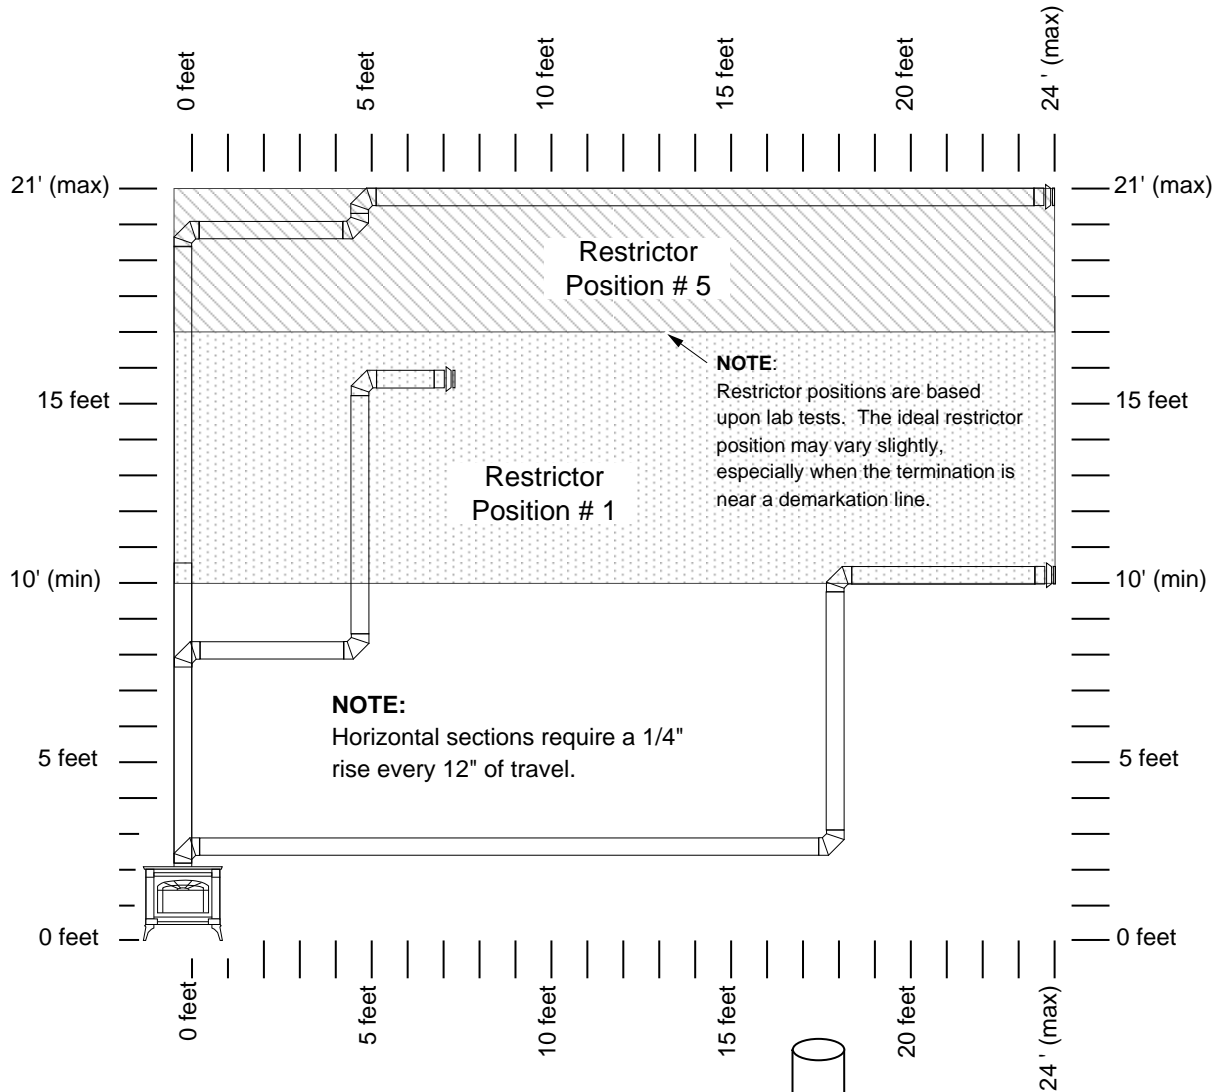 0 feet
5 feet
10 feet
15 feet
20 feet
24 ' (max)
21' (max)
21' (max)
Restrictor
Position # 5
NOTE:
Restrictor positions are based
upon lab tests.  The ideal restrictor
position may vary slightly,
especially when the termination is
near a demarkation line.
15 feet
15 feet
Restrictor
Position # 1
10' (min)
10' (min)
NOTE:
Horizontal sections require a 1/4"
rise every 12" of travel.
5 feet
5 feet
0 feet
0 feet
0 feet
5 feet
10 feet
15 feet
20 feet
24 ' (max)